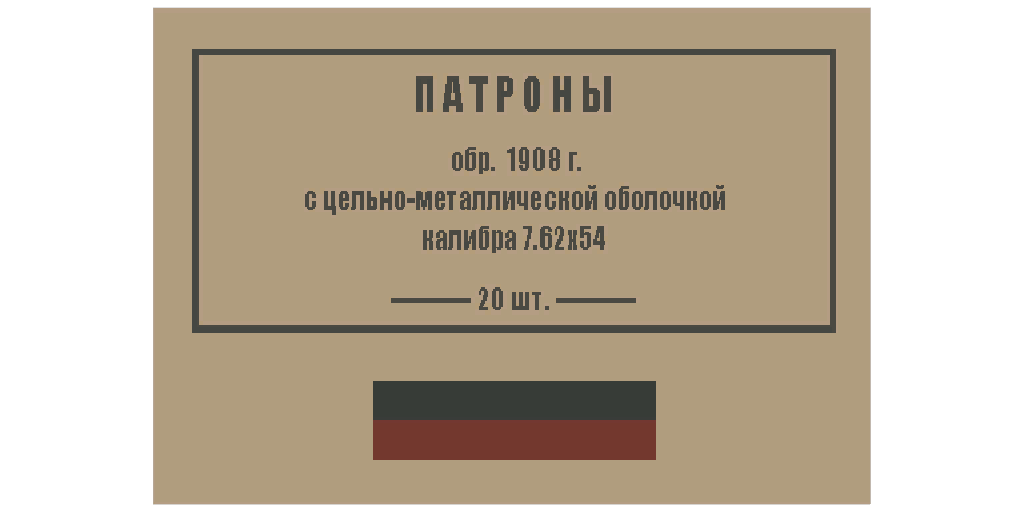 ПАТРОНЫ
обр. 1908 г.
с цельно-металлической оболочкой
калибра 7.62х54
20 шт.